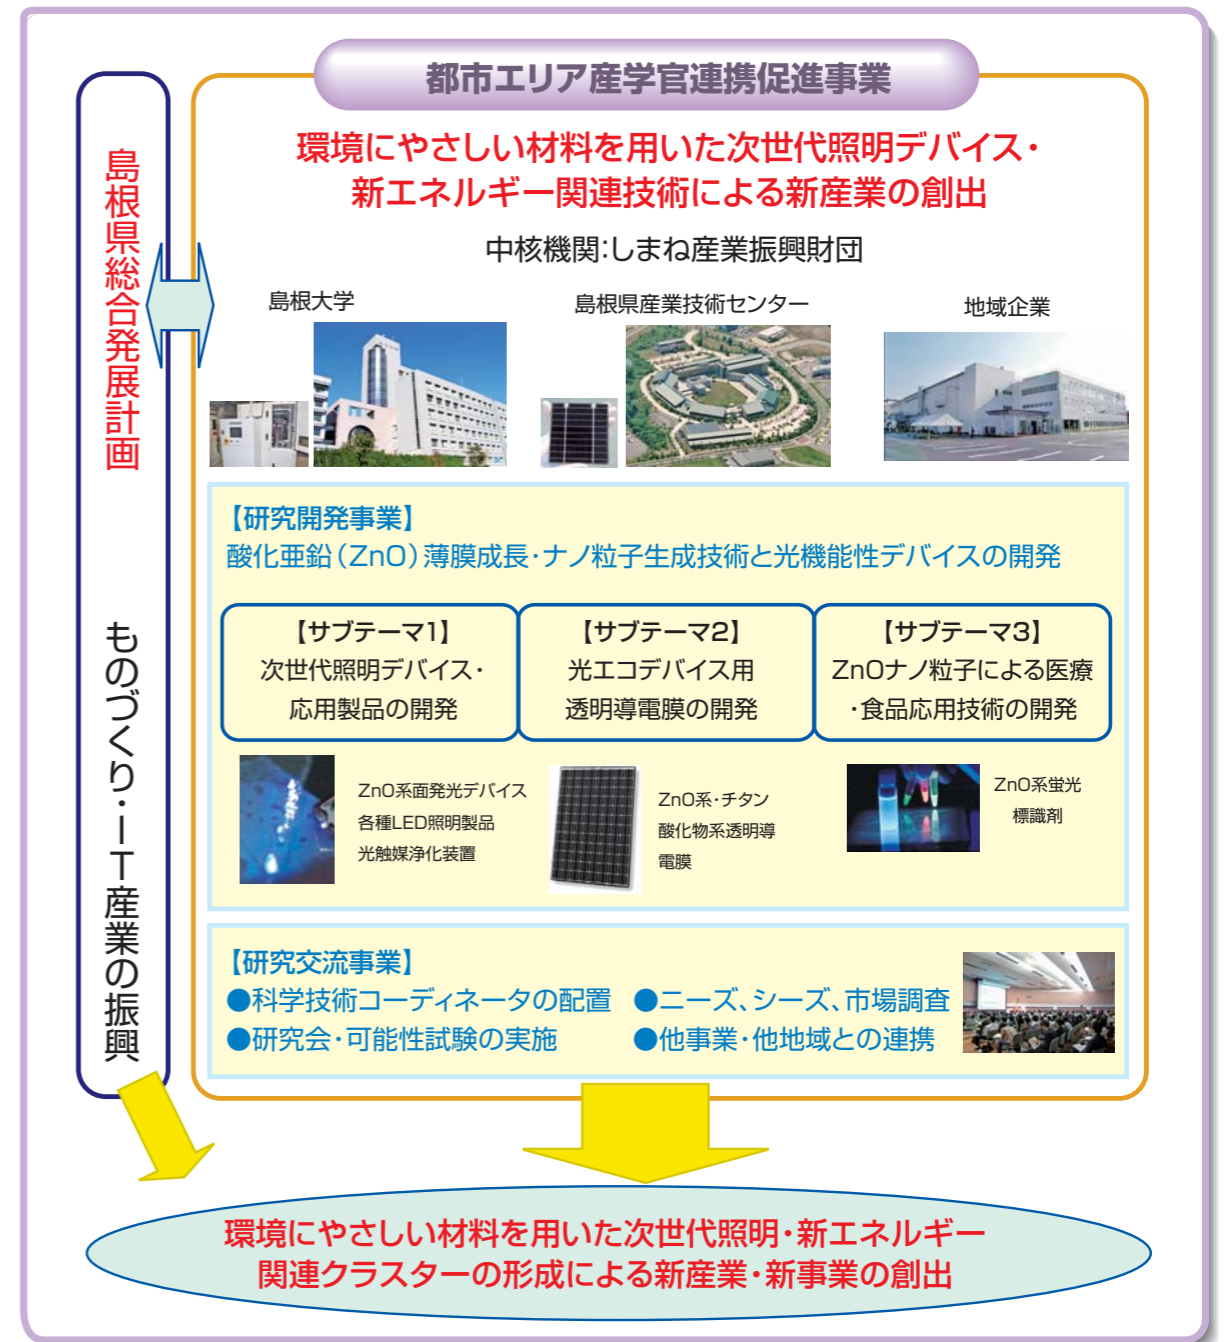 都市エリア産学官連携促進事業
環境にやさしい材料を用いた次世代照明デバイス・
新エネルギー関連技術による新産業の創出
中核機関:しまね産業振興財団
島根県総合発展計画
ものづくり・IT産業の振興
島根大学
島根県産業技術センター
地域企業
【研究開発事業】
酸化亜鉛(ZnO)薄膜成長・ナノ粒子生成技術と光機能性デバイスの開発
【サブテーマ1】
次世代照明デバイス・
応用製品の開発
【サブテーマ2】
光エコデバイス用
透明導電膜の開発
【サブテーマ3】
ZnOナノ粒子による医療
・食品応用技術の開発
ZnO系面発光デバイス
各種LED照明製品
光触媒浄化装置
ZnO系・チタン
酸化物系透明導
電膜
ZnO系蛍光
標識剤
【研究交流事業】
●科学技術コーディネータの配置
●ニーズ、シーズ、市場調査
●研究会・可能性試験の実施
●他事業・他地域との連携
環境にやさしい材料を用いた次世代照明・新エネルギー
関連クラスターの形成による新産業・新事業の創出